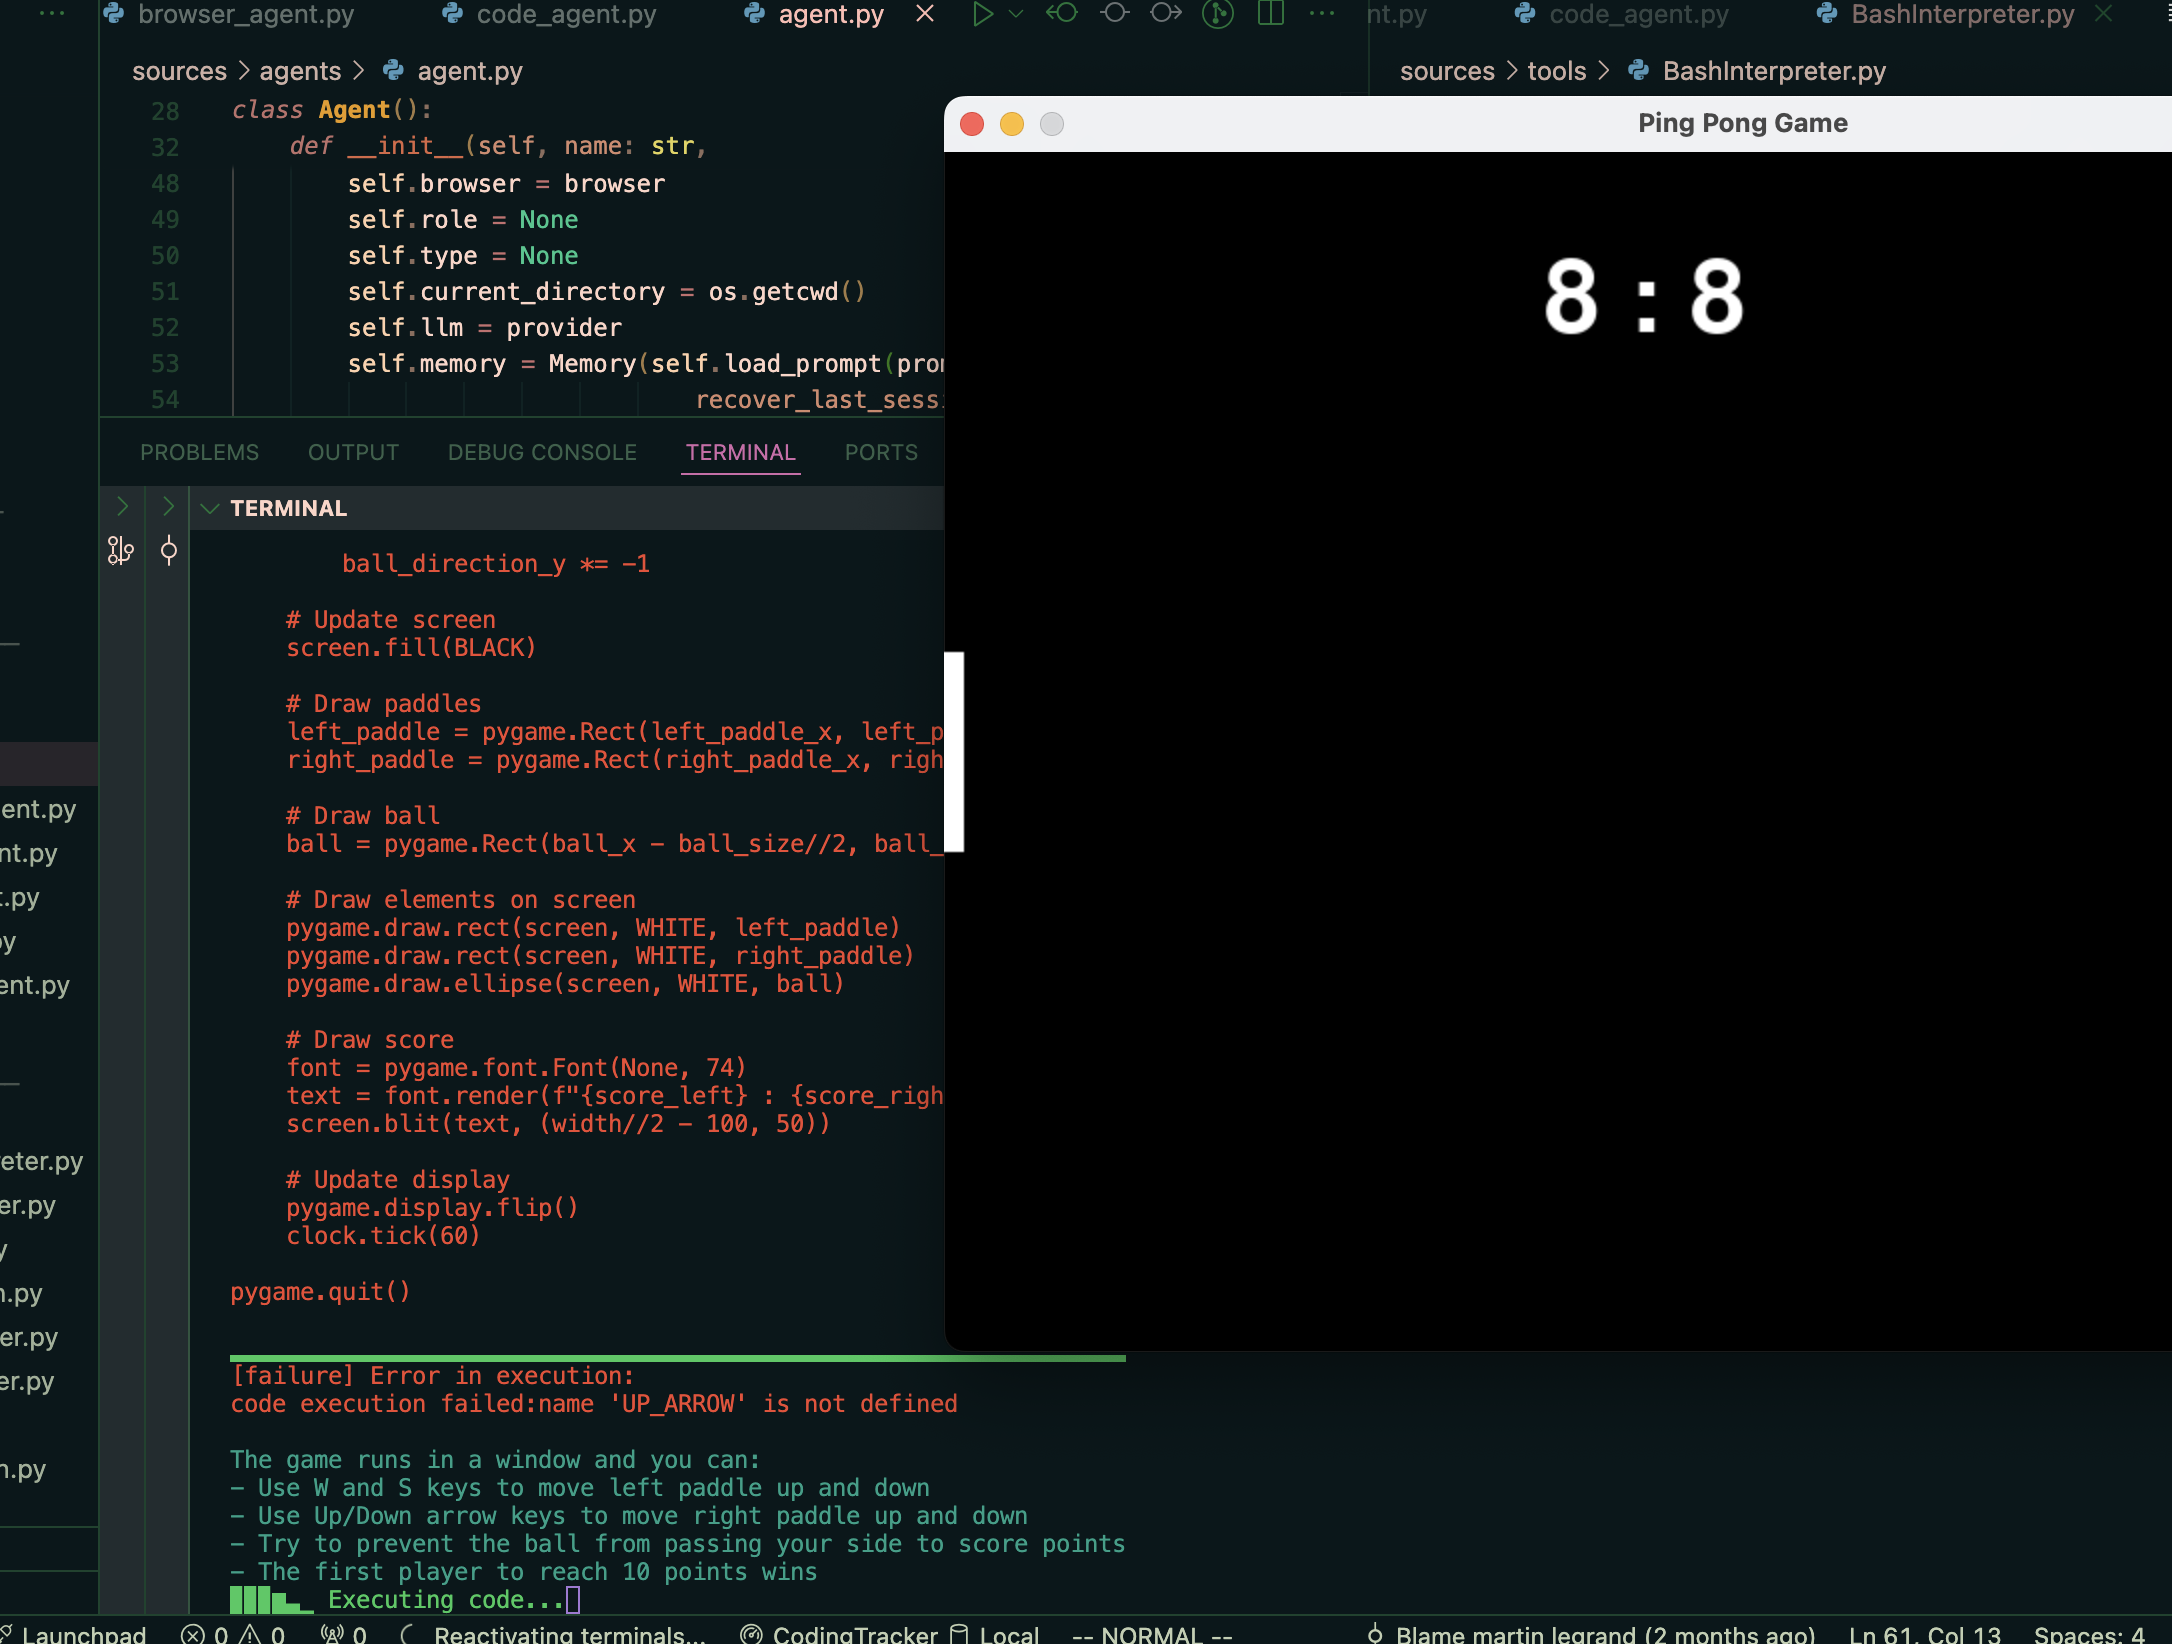 browser_agent.py code_agent.py agent.py nt.py code_agent.py BashInterpreter.py
sources > agents > agent.py
sources > tools > BashInterpreter.py
28 class Agent():
32 def __init__(self, name: str,
48 self.browser = browser
49 self.role = None
50 self.type = None
51 self.current_directory = os.getcwd()
52 self.llm = provider
53 self.memory = Memory(self.load_prompt(pro
54 recover_last_sess
Ping Pong Game
8 : 8
PROBLEMS OUTPUT DEBUG CONSOLE TERMINAL PORTS
TERMINAL
ball_direction_y *= -1
# Update screen
screen.fill(BLACK)
# Draw paddles
left_paddle = pygame.Rect(left_paddle_x, left_p
right_paddle = pygame.Rect(right_paddle_x, righ
# Draw ball
ball = pygame.Rect(ball_x - ball_size//2, ball_
# Draw elements on screen
pygame.draw.rect(screen, WHITE, left_paddle)
pygame.draw.rect(screen, WHITE, right_paddle)
pygame.draw.ellipse(screen, WHITE, ball)
# Draw score
font = pygame.font.Font(None, 74)
text = font.render(f"{score_left} : {score_righ
screen.blit(text, (width//2 - 100, 50))
# Update display
pygame.display.flip()
clock.tick(60)
pygame.quit()
[failure] Error in execution:
code execution failed:name 'UP_ARROW' is not defined
The game runs in a window and you can:
- Use W and S keys to move left paddle up and down
- Use Up/Down arrow keys to move right paddle up and down
- Try to prevent the ball from passing your side to score points
- The first player to reach 10 points wins
Executing code...
ent.py
nt.py
t.py
py
ent.py
eter.py
er.py
y
n.py
er.py
er.py
n.py
Launchpad 0 0 0 Reactivating terminals... CodingTracker Local -- NORMAL -- Blame martin legrand (2 months ago) Ln 61, Col 13 Spaces: 4